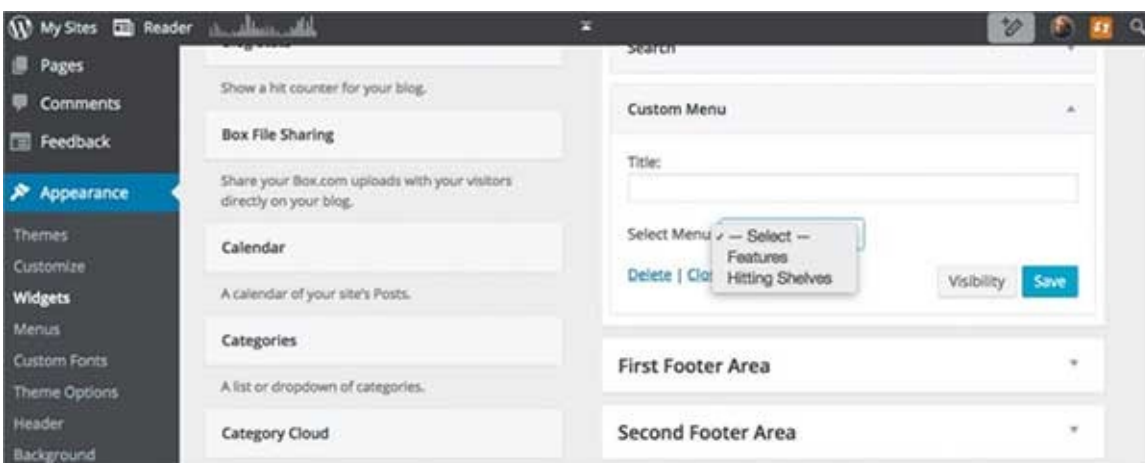 My Sites Reader
Pages
Comments
Feedback
Appearance
Themes
Customize
Widgets
Menus
Custom Fonts
Theme Options
Header
Background
Blog Stats
Show a hit counter for your blog.
Box File Sharing
Share your Box.com uploads with your visitors
directly on your blog.
Calendar
A calendar of your site's Posts.
Categories
A list or dropdown of categories.
Category Cloud
Search
Custom Menu
Title:
Select Menu ✓ — Select —
Features
Hitting Shelves
Delete | Clo
Visibility Save
First Footer Area
Second Footer Area